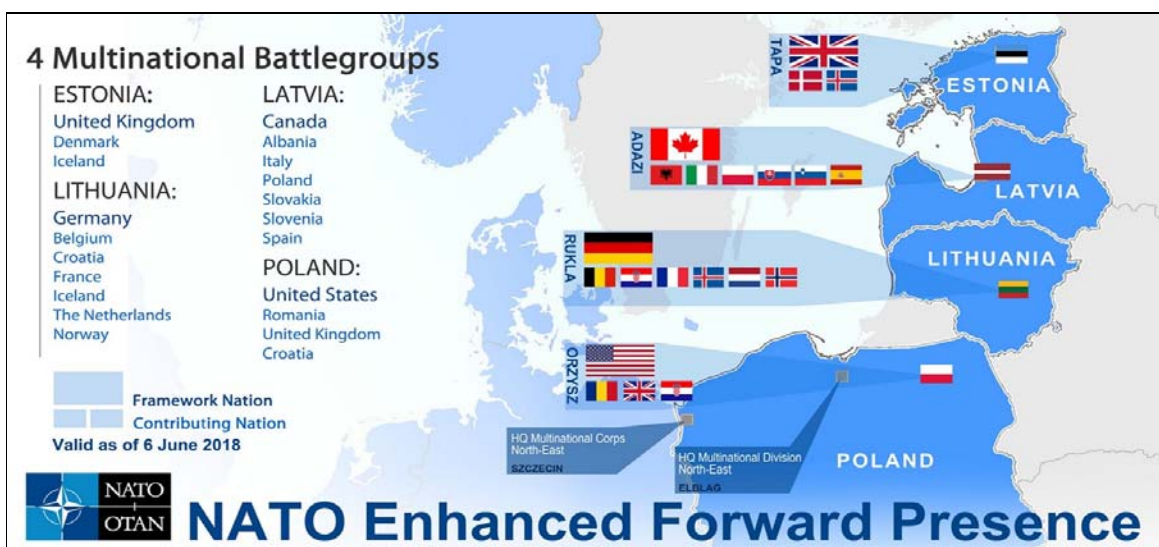 4 Multinational Battlegroups
ESTONIA:
United Kingdom
Denmark
Iceland
LITHUANIA:
Germany
Belgium
Croatia
France
Iceland
The Netherlands
Norway
LATVIA:
Canada
Albania
Italy
Poland
Slovakia
Slovenia
Spain
POLAND:
United States
Romania
United Kingdom
Croatia
Framework Nation
Contributing Nation
Valid as of 6 June 2018
TAPA
ESTONIA
ADAZI
LATVIA
RUKLA
LITHUANIA
ORZYSZ
HQ Multinational Corps
North-East
SZCZECIN
HQ Multinational Division
North-East
ELBLAG
POLAND
NATO
OTAN
NATO Enhanced Forward Presence